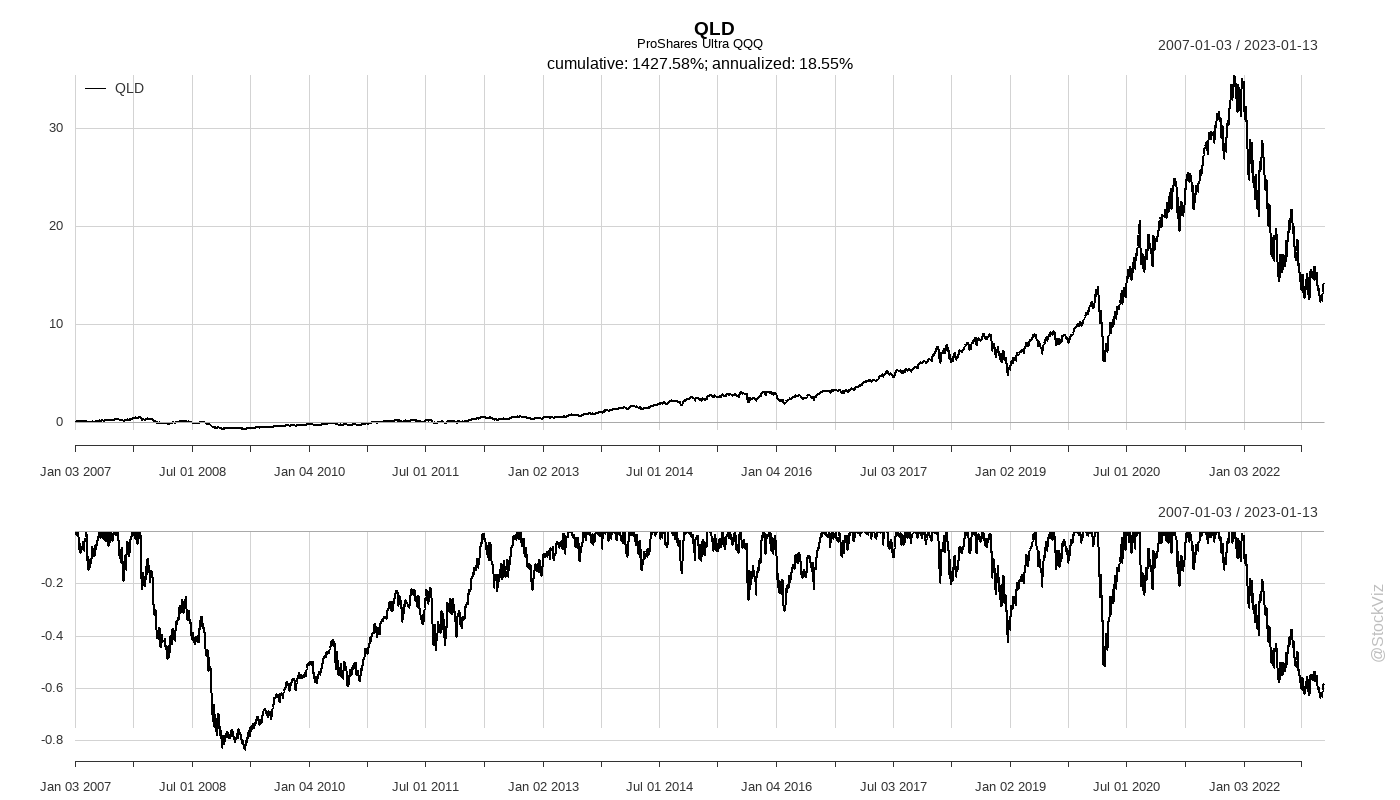 QLD
ProShares Ultra QQQ
2007-01-03 / 2023-01-13
cumulative: 1427.58%; annualized: 18.55%
QLD
30
20
10
0
Jan 03 2007 Jul 01 2008 Jan 04 2010 Jul 01 2011 Jan 02 2013 Jul 01 2014 Jan 04 2016 Jul 03 2017 Jan 02 2019 Jul 01 2020 Jan 03 2022
2007-01-03 / 2023-01-13
-0.2
-0.4
-0.6
-0.8
Jan 03 2007 Jul 01 2008 Jan 04 2010 Jul 01 2011 Jan 02 2013 Jul 01 2014 Jan 04 2016 Jul 03 2017 Jan 02 2019 Jul 01 2020 Jan 03 2022
@StockViz